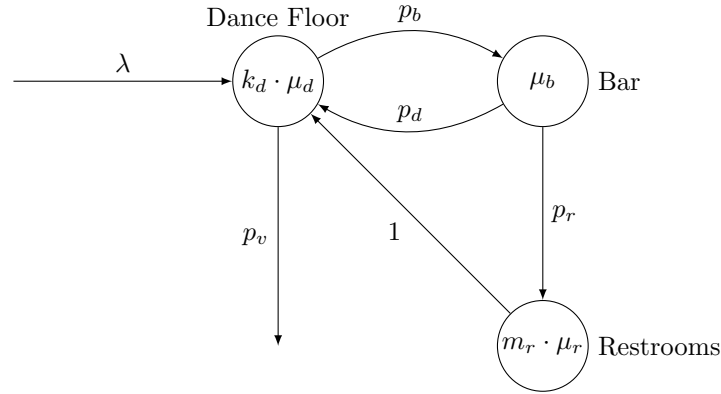 Dance Floor
p_b
λ
k_d · μ_d
μ_b
Bar
p_d
p_v
1
p_r
m_r · μ_r
Restrooms